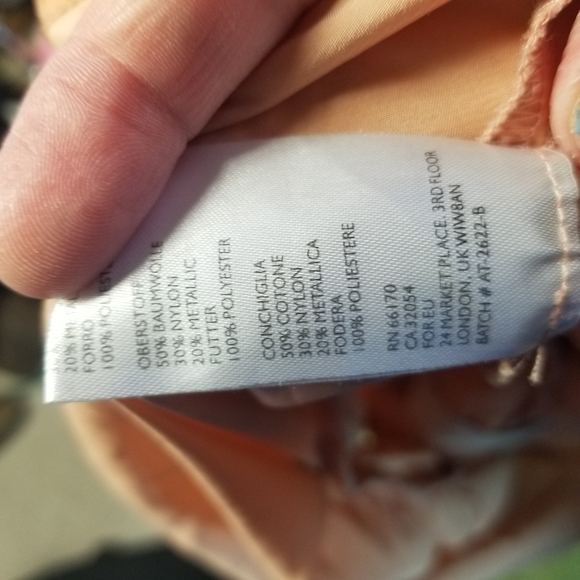 20%
FORRO
100%
OBERSTOFF
50% BAUMWOLLE
30% NYLON
20% METALLIC
FUTTER
100% POLYESTER
CONCHIGLIA
50% COTONE
30% NYLON
20% METALLICA
FODERA
100% POLIESTERE
RN 66170
CA 32054
FOR EU
24 MARKET PLACE. 3RD FLOOR
LONDON, UK WIW8AN
BATCH # AT-2622-B